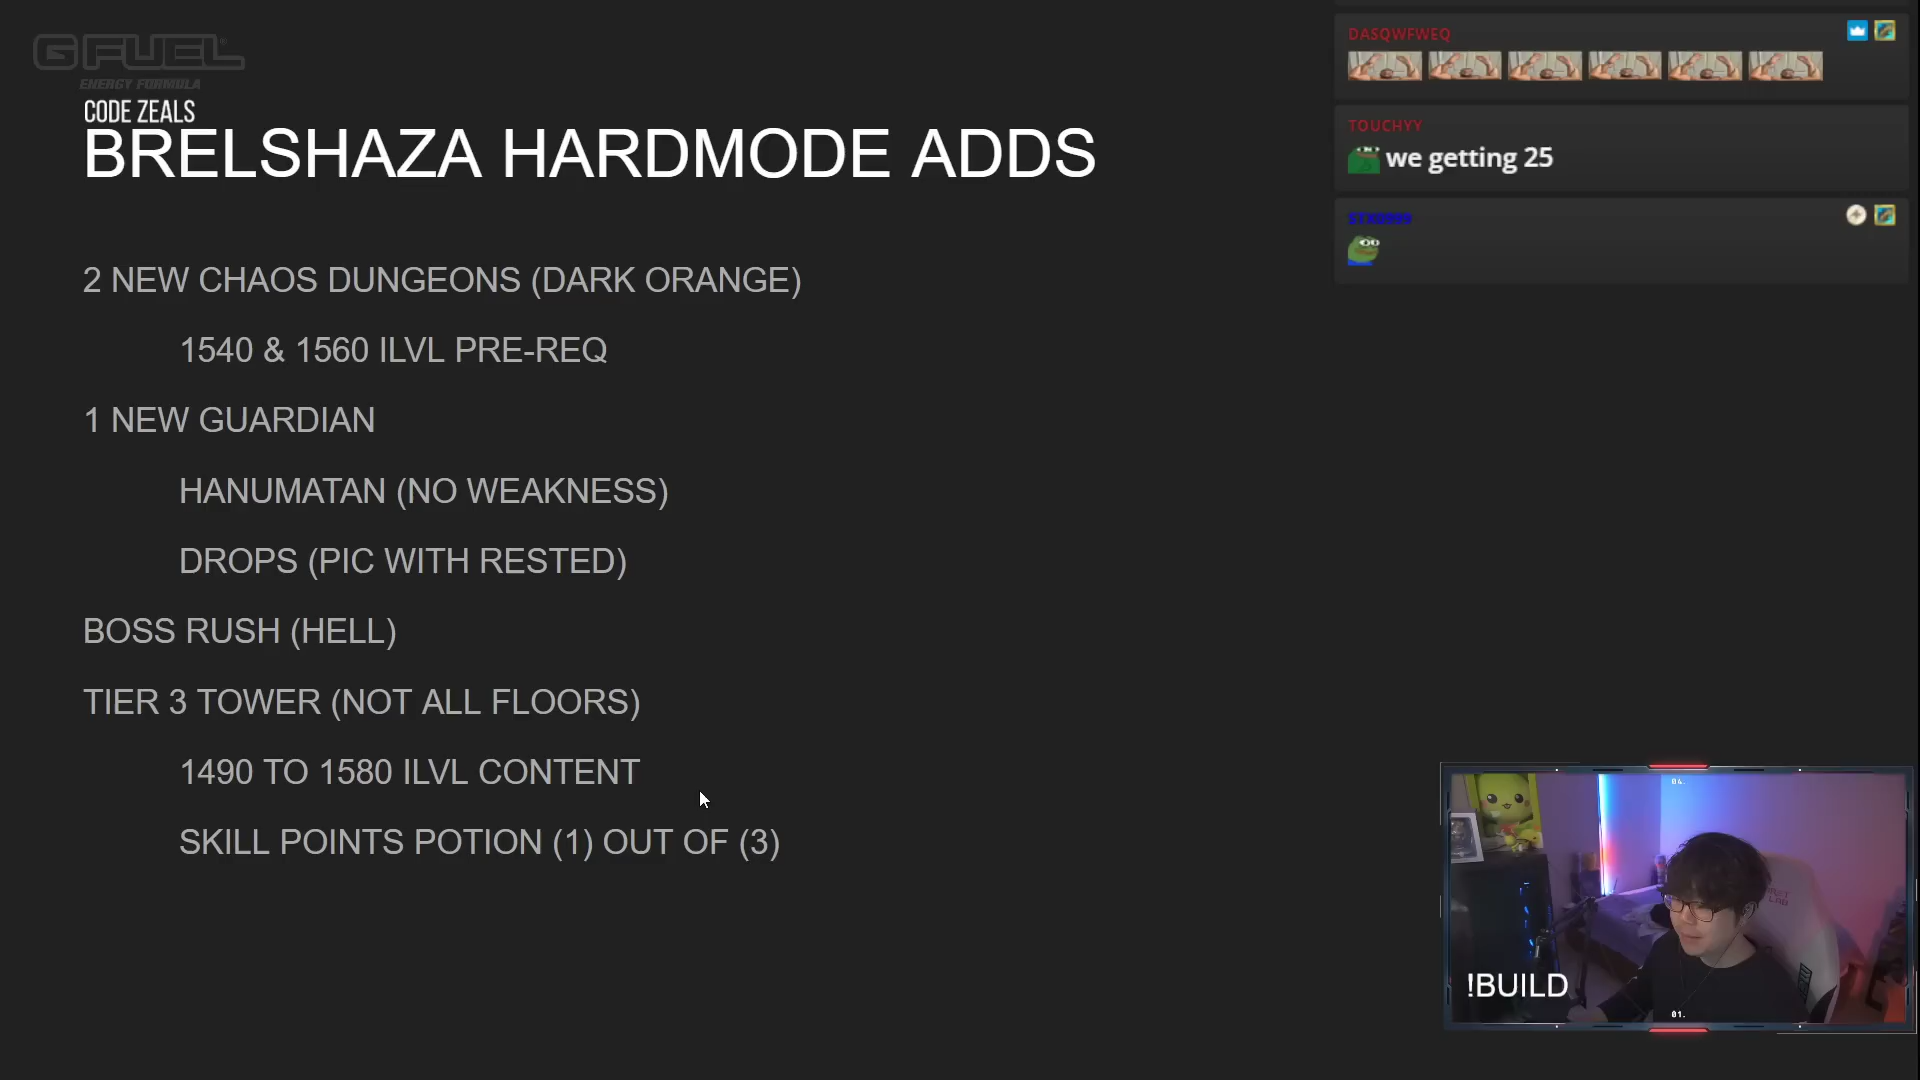 GFUEL
ENERGY FORMULA
CODE ZEALS
BRELSHAZA HARDMODE ADDS
2 NEW CHAOS DUNGEONS (DARK ORANGE)
1540 & 1560 ILVL PRE-REQ
1 NEW GUARDIAN
HANUMATAN (NO WEAKNESS)
DROPS (PIC WITH RESTED)
BOSS RUSH (HELL)
TIER 3 TOWER (NOT ALL FLOORS)
1490 TO 1580 ILVL CONTENT
SKILL POINTS POTION (1) OUT OF (3)
DASQWFWEQ
TOUCHYY
we getting 25
04.
!BUILD
01.